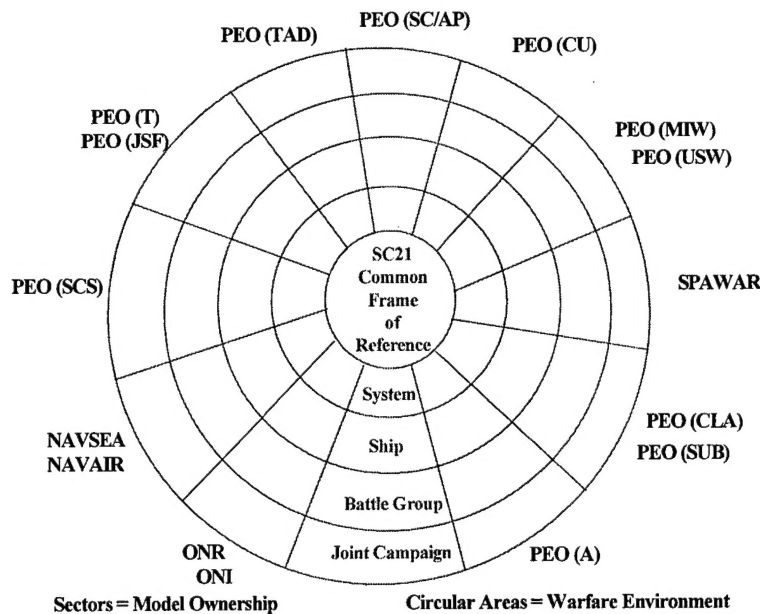 PEO (TAD)
PEO (SC/AP)
PEO (CU)
PEO (T)
PEO (JSF)
PEO (MIW)
PEO (USW)
PEO (SCS)
SC21
Common
Frame
of
Reference
SPAWAR
System
Ship
Battle Group
Joint Campaign
PEO (CLA)
PEO (SUB)
NAVSEA
NAVAIR
ONR
ONI
PEO (A)
Sectors = Model Ownership
Circular Areas = Warfare Environment